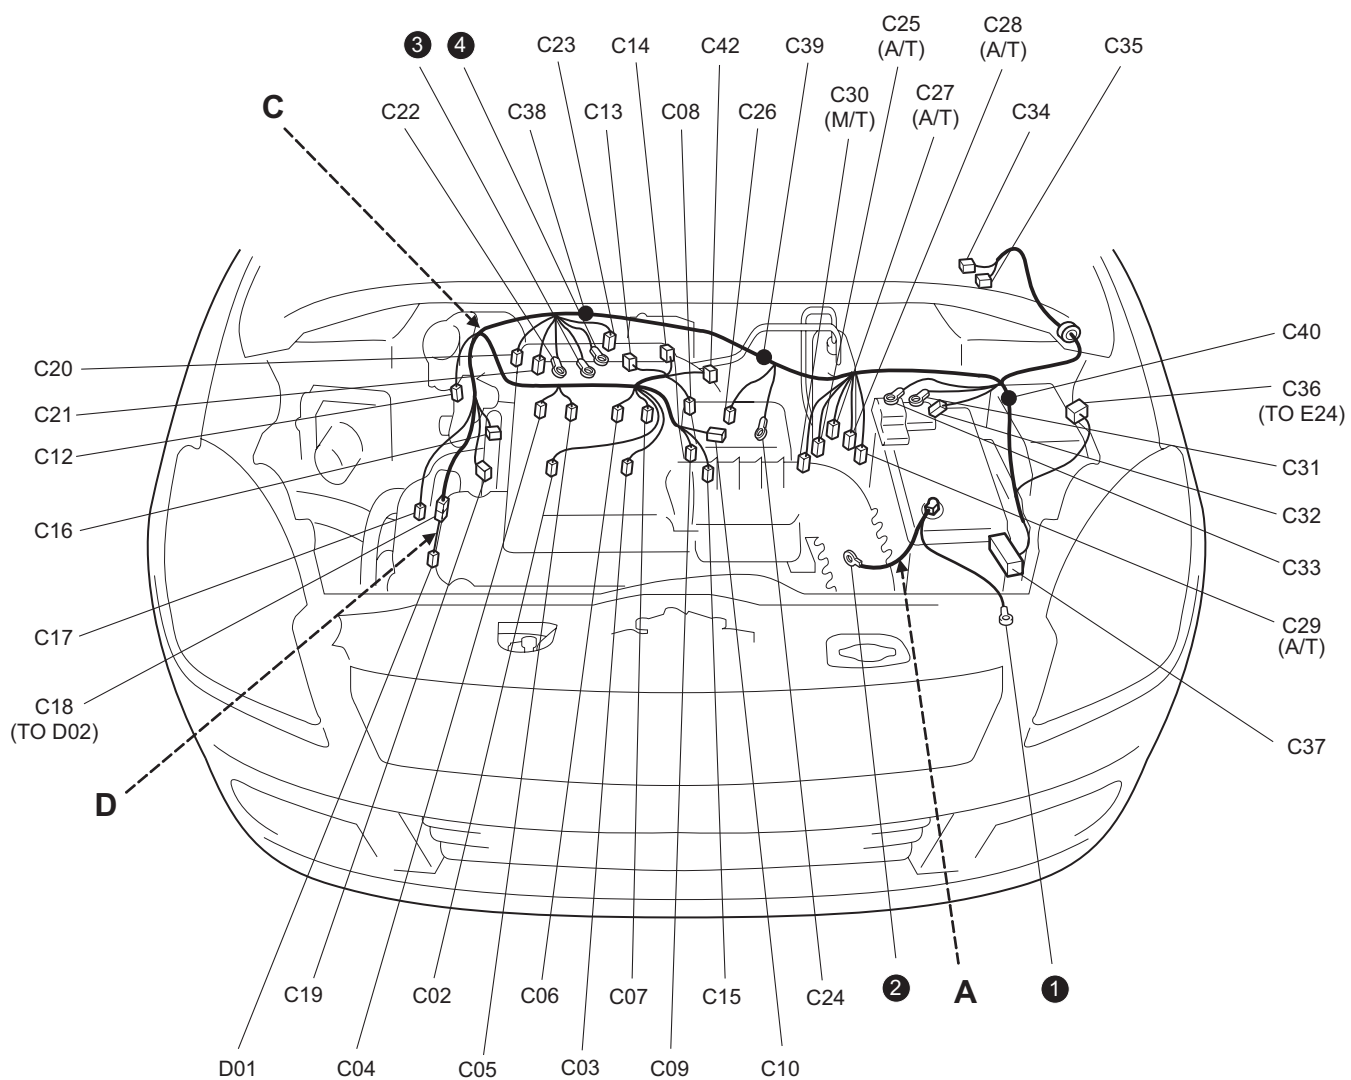 3 4 C23 C14 C42 C39 C25 C28 C35
(A/T) (A/T)
C C22 C38 C13 C08 C26 C30 C27 C34
(M/T) (A/T)
C20
C21
C12
C16
C17
C18
(TO D02)
D
C40
C36
(TO E24)
C31
C32
C33
C29
(A/T)
C37
C19 C02 C06 C07 C15 C24 2 A 1
D01 C04 C05 C03 C09 C10